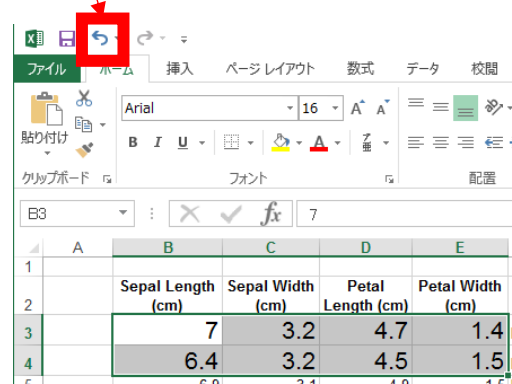 ファイル ホーム 挿入 ページ レイアウト 数式 データ 校閲
Arial 16 A A
貼り付け B I U A 亜
クリップボード フォント 配置
B3 fx 7
A B C D E
1
Sepal Length Sepal Width Petal Petal Width
2 (cm) (cm) Length (cm) (cm)
3 7 3.2 4.7 1.4
4 6.4 3.2 4.5 1.5